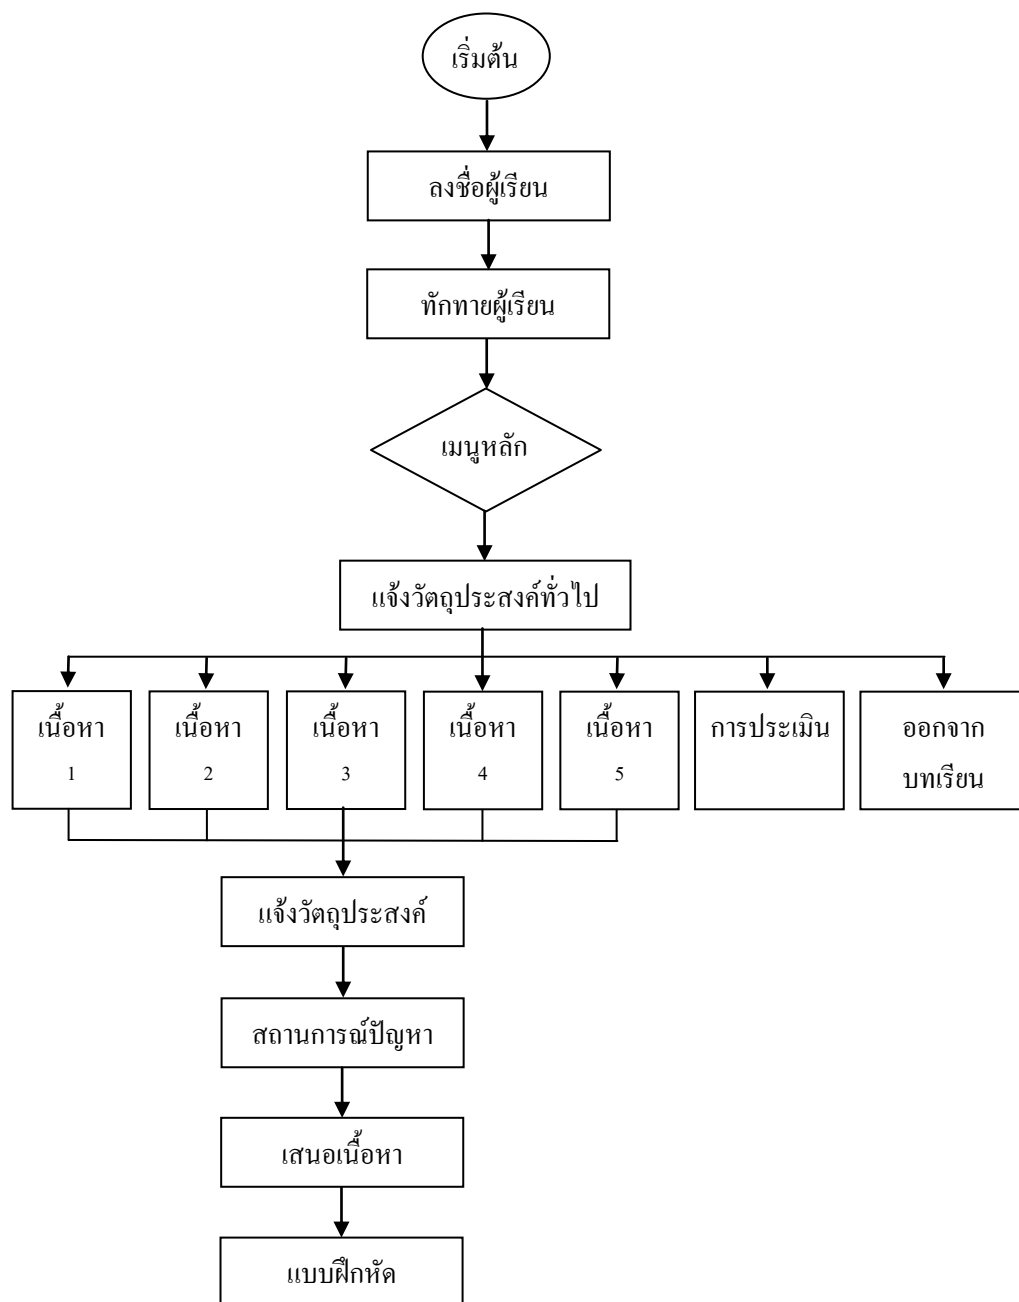 เริ่มต้น
ลงชื่อผู้เรียน
ทักทายผู้เรียน
เมนูหลัก
แจ้งวัตถุประสงค์ทั่วไป
เนื้อหา
1
เนื้อหา
2
เนื้อหา
3
เนื้อหา
4
เนื้อหา
5
การประเมิน
ออกจาก
บทเรียน
แจ้งวัตถุประสงค์
สถานการณ์ปัญหา
เสนอเนื้อหา
แบบฝึกหัด